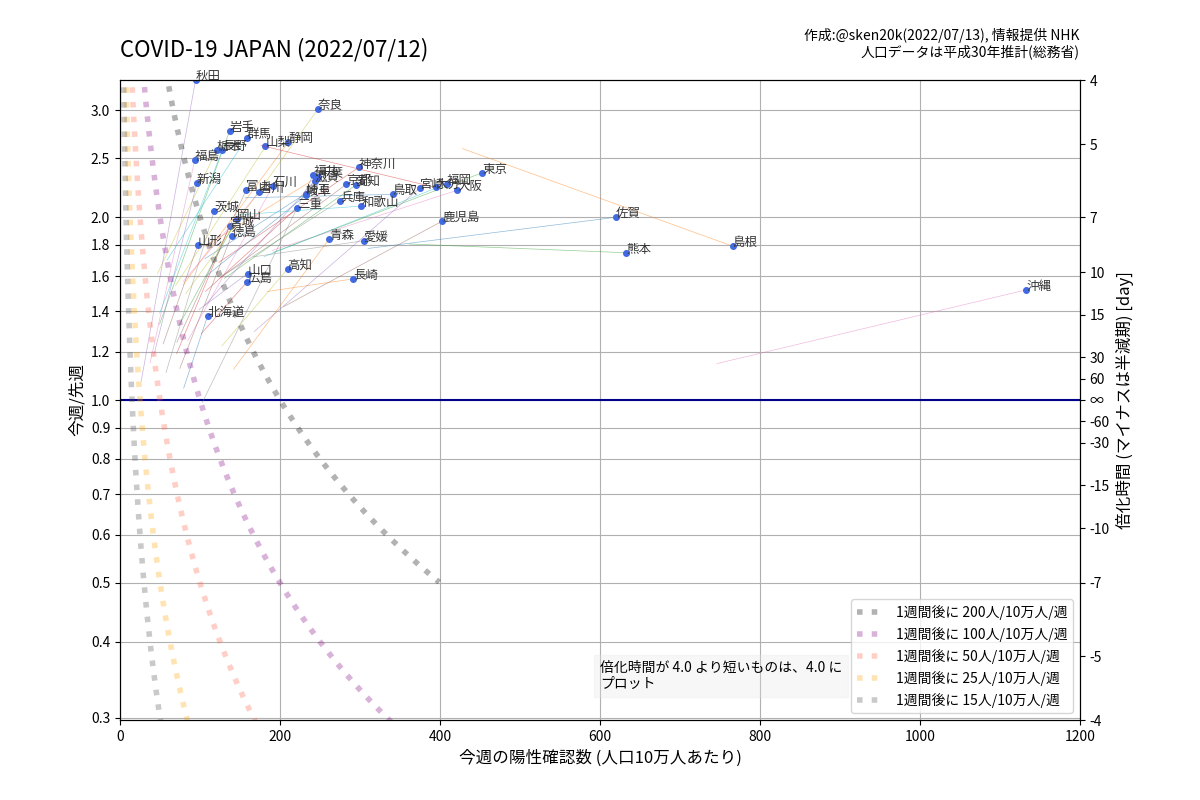 作成:@sken20k(2022/07/13), 情報提供 NHK
COVID-19 JAPAN (2022/07/12)
人口データは平成30年推計(総務省)
秋田
4
奈良
3.0
岩手
群馬
静岡
山梨
長野
5
福島
2.5
神奈川
東京
新潟
石川
京都
鳥取
福岡
大阪
兵庫
和歌山
三重
茨城
岡山
宮城
徳島
2.0
7
鹿児島
佐賀
山形
1.8
青森
愛媛
熊本
島根
高知
山口
広島
長崎
1.6
10
沖縄
北海道
1.4
15
1.2
30
60
1.0
∞
0.9
-60
-30
0.8
0.7
-15
0.6
-10
0.5
-7
0.4
-5
0.3
-4
今週/先週
倍化時間 (マイナスは半減期) [day]
1週間後に 200人/10万人/週
1週間後に 100人/10万人/週
1週間後に 50人/10万人/週
1週間後に 25人/10万人/週
1週間後に 15人/10万人/週
倍化時間が 4.0 より短いものは、4.0 に
プロット
0 200 400 600 800 1000 1200
今週の陽性確認数 (人口10万人あたり)